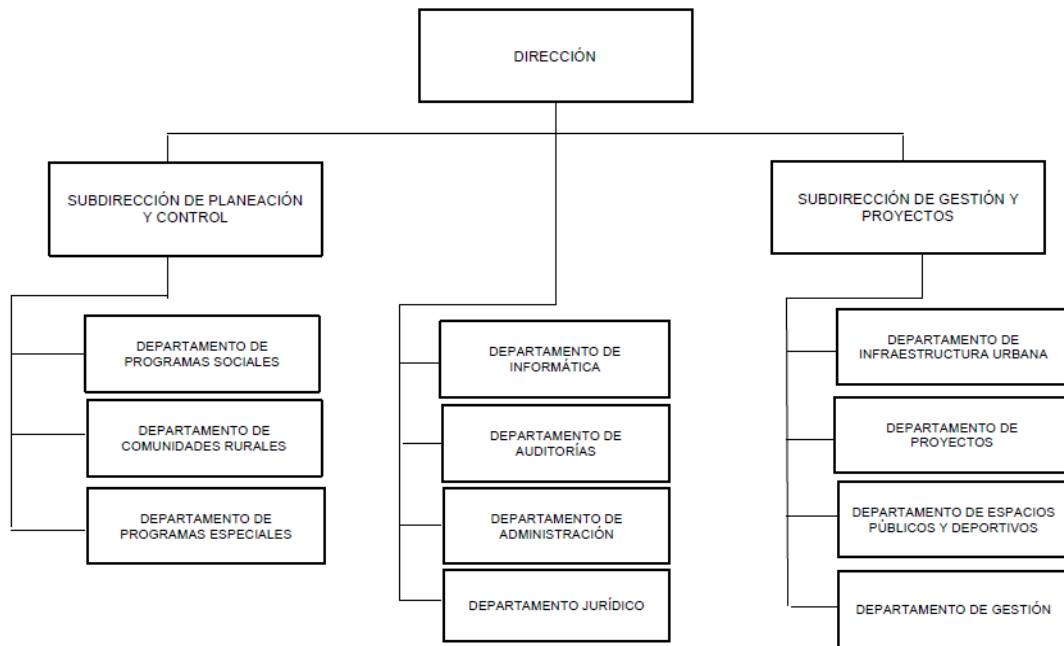 DIRECCIÓN
SUBDIRECCIÓN DE PLANEACIÓN
Y CONTROL
DEPARTAMENTO DE
PROGRAMAS SOCIALES
DEPARTAMENTO DE
COMUNIDADES RURALES
DEPARTAMENTO DE
PROGRAMAS ESPECIALES
DEPARTAMENTO DE
INFORMÁTICA
DEPARTAMENTO DE
AUDITORÍAS
DEPARTAMENTO DE
ADMINISTRACIÓN
DEPARTAMENTO JURÍDICO
SUBDIRECCIÓN DE GESTIÓN Y
PROYECTOS
DEPARTAMENTO DE
INFRAESTRUCTURA URBANA
DEPARTAMENTO DE
PROYECTOS
DEPARTAMENTO DE ESPACIOS
PÚBLICOS Y DEPORTIVOS
DEPARTAMENTO DE GESTIÓN